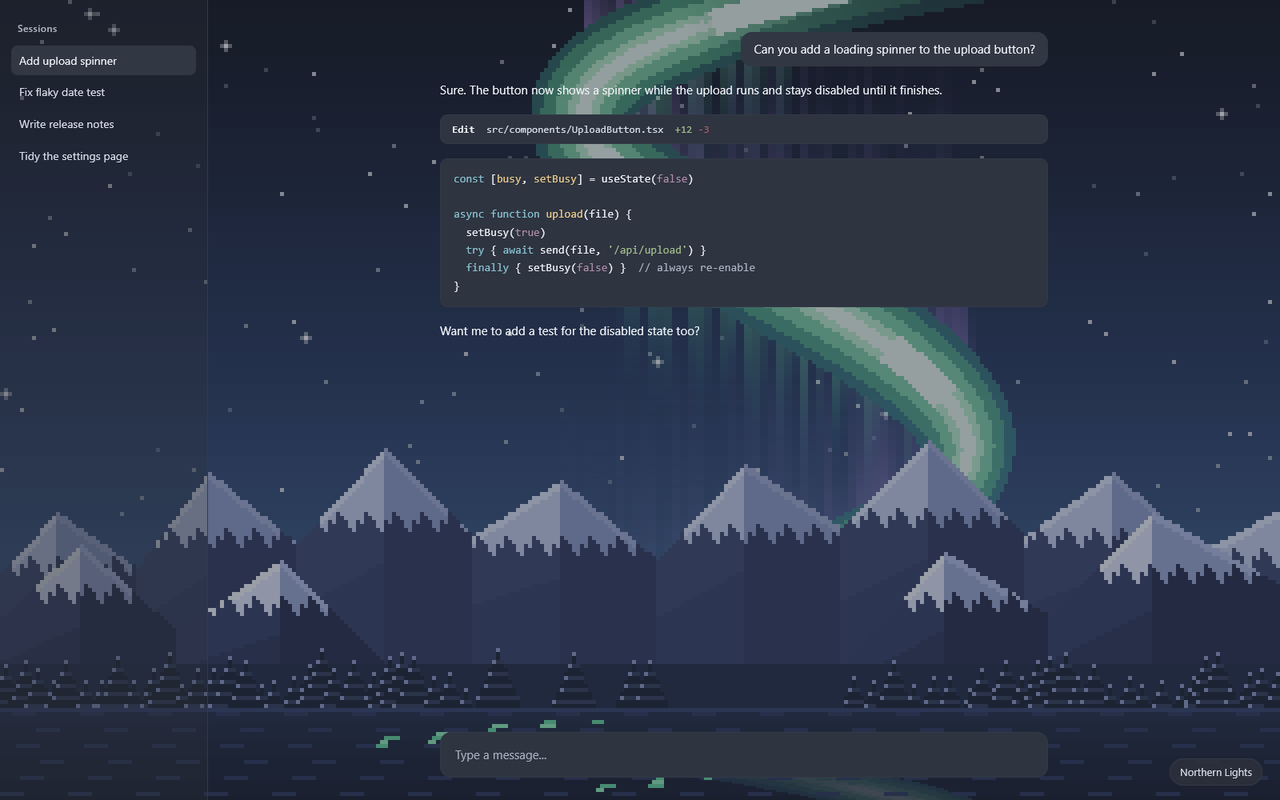 Sessions
Add upload spinner
Fix flaky date test
Write release notes
Tidy the settings page
Can you add a loading spinner to the upload button?
Sure. The button now shows a spinner while the upload runs and stays disabled until it finishes.
Edit src/components/UploadButton.tsx +12 -3
const [busy, setBusy] = useState(false)
async function upload(file) {
  setBusy(true)
  try { await send(file, '/api/upload') }
  finally { setBusy(false) }  // always re-enable
}
Want me to add a test for the disabled state too?
Type a message...
Northern Lights